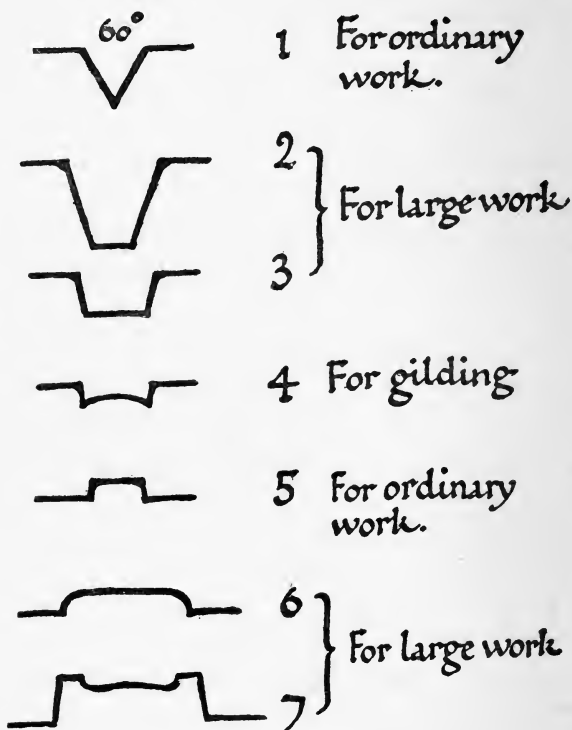 60°
1 For ordinary
work.
2
For large work
3
4 For gilding
5 For ordinary
work.
6
For large work
7